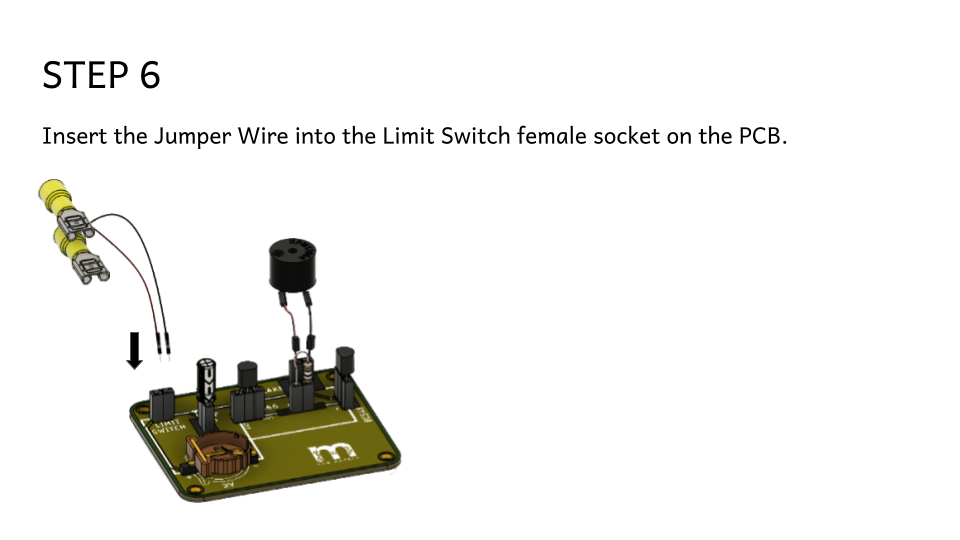 STEP 6
Insert the Jumper Wire into the Limit Switch female socket on the PCB.
LIMIT
SWITCH
3V
m